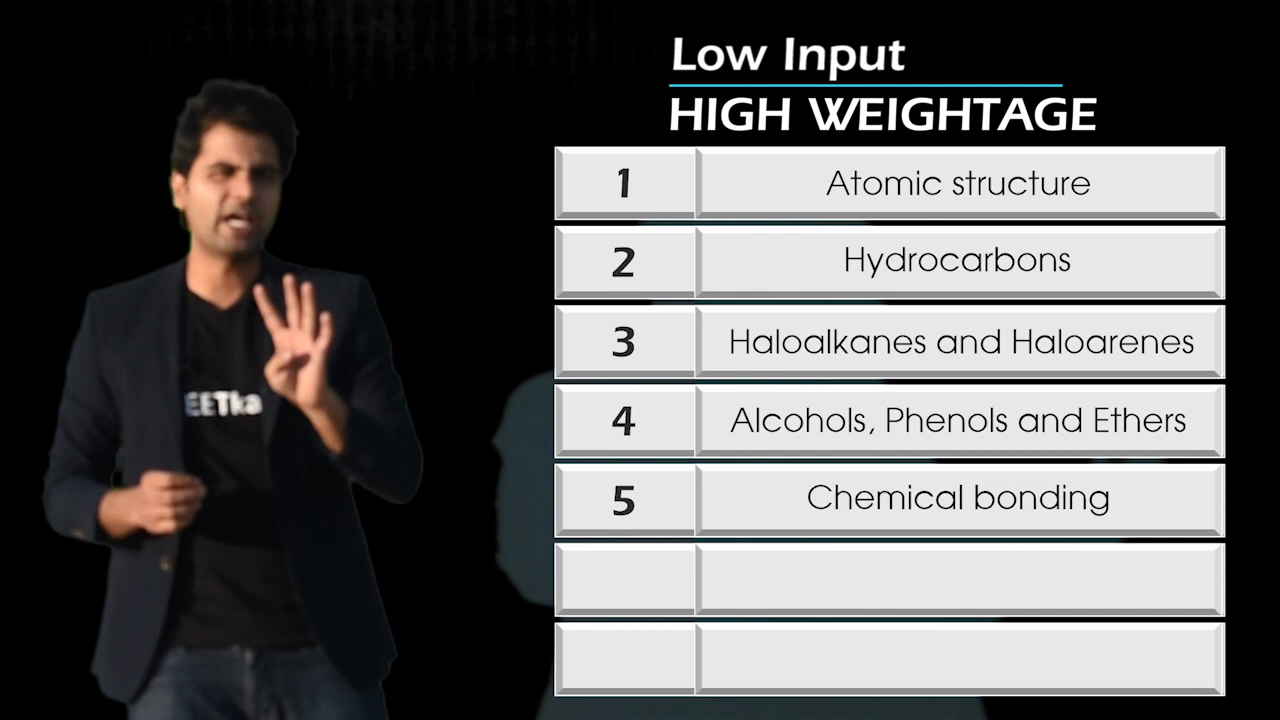 Low Input
HIGH WEIGHTAGE
1 Atomic structure
2 Hydrocarbons
3 Haloalkanes and Haloarenes
4 Alcohols, Phenols and Ethers
5 Chemical bonding
EETka